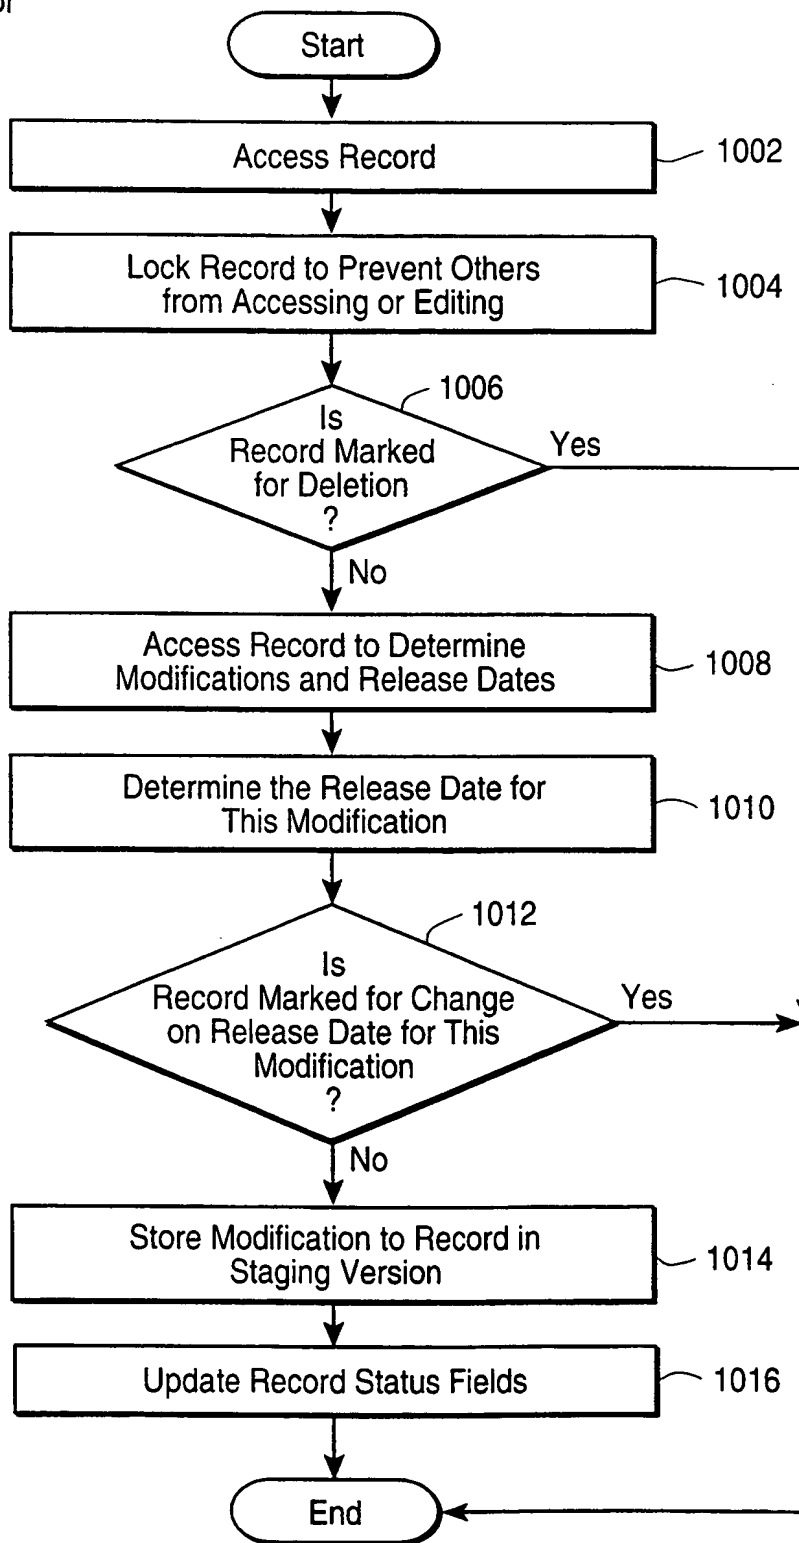 Start
Access Record
1002
Lock Record to Prevent Others
from Accessing or Editing
1004
1006
Is
Record Marked
for Deletion
?
Yes
No
Access Record to Determine
Modifications and Release Dates
1008
Determine the Release Date for
This Modification
1010
1012
Is
Record Marked for Change
on Release Date for This
Modification
?
Yes
No
Store Modification to Record in
Staging Version
1014
Update Record Status Fields
1016
End